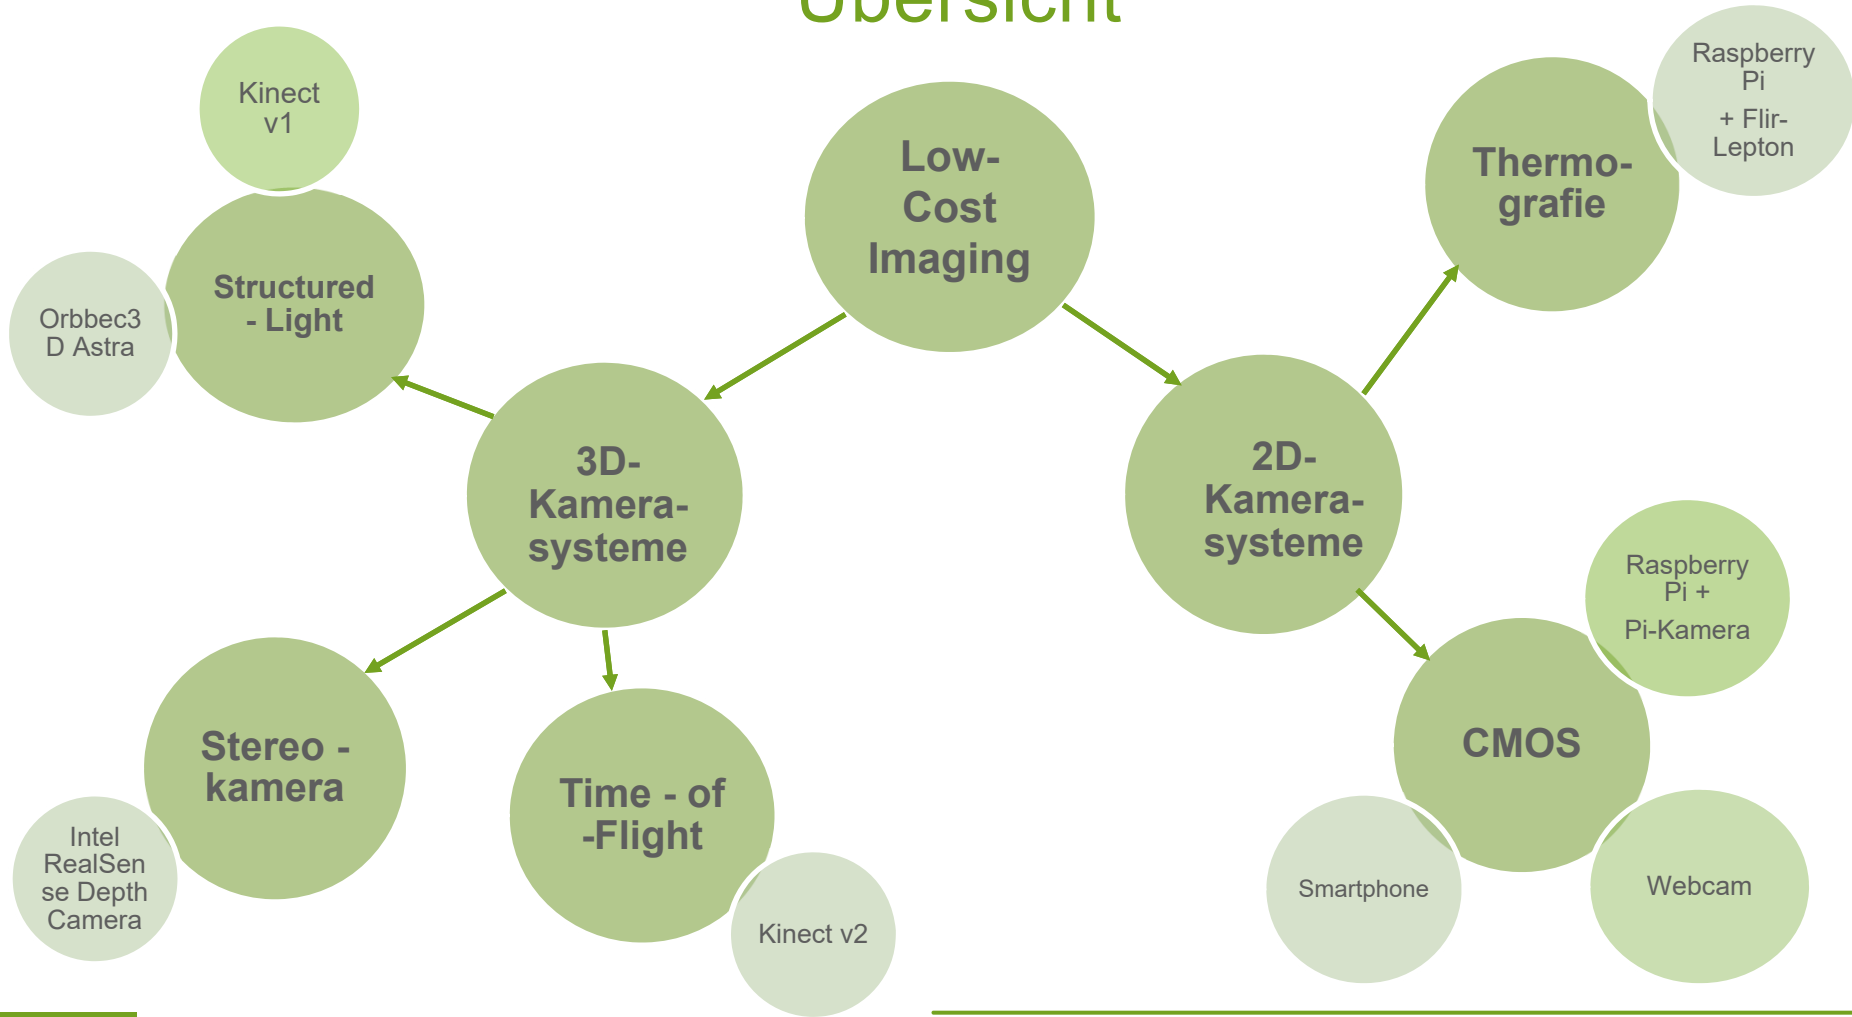 Übersicht
Kinect
v1
Structured
- Light
Orbbec3
D Astra
Low-
Cost
Imaging
Thermo-
grafie
Raspberry
Pi
+ Flir-
Lepton
3D-
Kamera-
systeme
2D-
Kamera-
systeme
Raspberry
Pi +
Pi-Kamera
Stereo -
kamera
Intel
RealSen
se Depth
Camera
Time - of
-Flight
Kinect v2
CMOS
Smartphone
Webcam